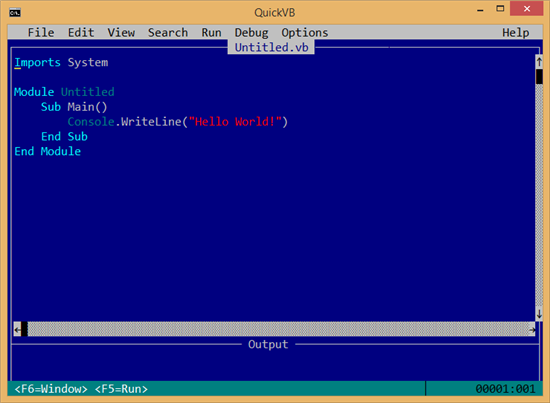 QuickVB
File Edit View Search Run Debug Options Help
Untitled.vb
Imports System
Module Untitled
Sub Main()
Console.WriteLine("Hello World!")
End Sub
End Module
Output
<F6=Window> <F5=Run> 00001:001